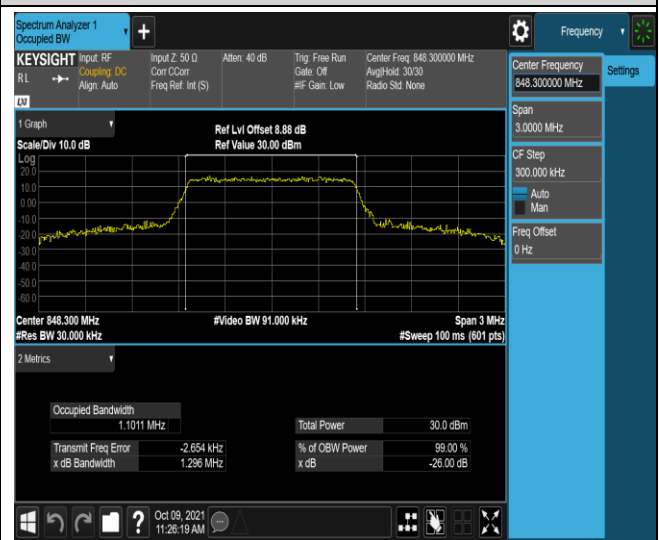 Spectrum Analyzer 1
Occupied BW
+
Frequency
KEYSIGHT
RL
LXI
Input: RF
Coupling: DC
Align: Auto
Input Z: 50 Ω
Corr CCorr
Freq Ref: Int (S)
Atten: 40 dB
Trig: Free Run
Gate: Off
#IF Gain: Low
Center Freq: 848.300000 MHz
Avg|Hold: 30/30
Radio Std: None
Center Frequency
848.300000 MHz
Settings
Span
3.0000 MHz
CF Step
300.000 kHz
Auto
Man
Freq Offset
0 Hz
1 Graph
Scale/Div 10.0 dB
Ref Lvl Offset 8.88 dB
Ref Value 30.00 dBm
Log
20.0
10.0
0.00
-10.0
-20.0
-30.0
-40.0
-50.0
-60.0
Center 848.300 MHz
#Video BW 91.000 kHz
Span 3 MHz
#Res BW 30.000 kHz
#Sweep 100 ms (601 pts)
2 Metrics
Occupied Bandwidth
1.1011 MHz
Total Power 30.0 dBm
Transmit Freq Error -2.654 kHz
% of OBW Power 99.00 %
x dB Bandwidth 1.296 MHz
x dB -26.00 dB
?
Oct 09, 2021
11:26:19 AM